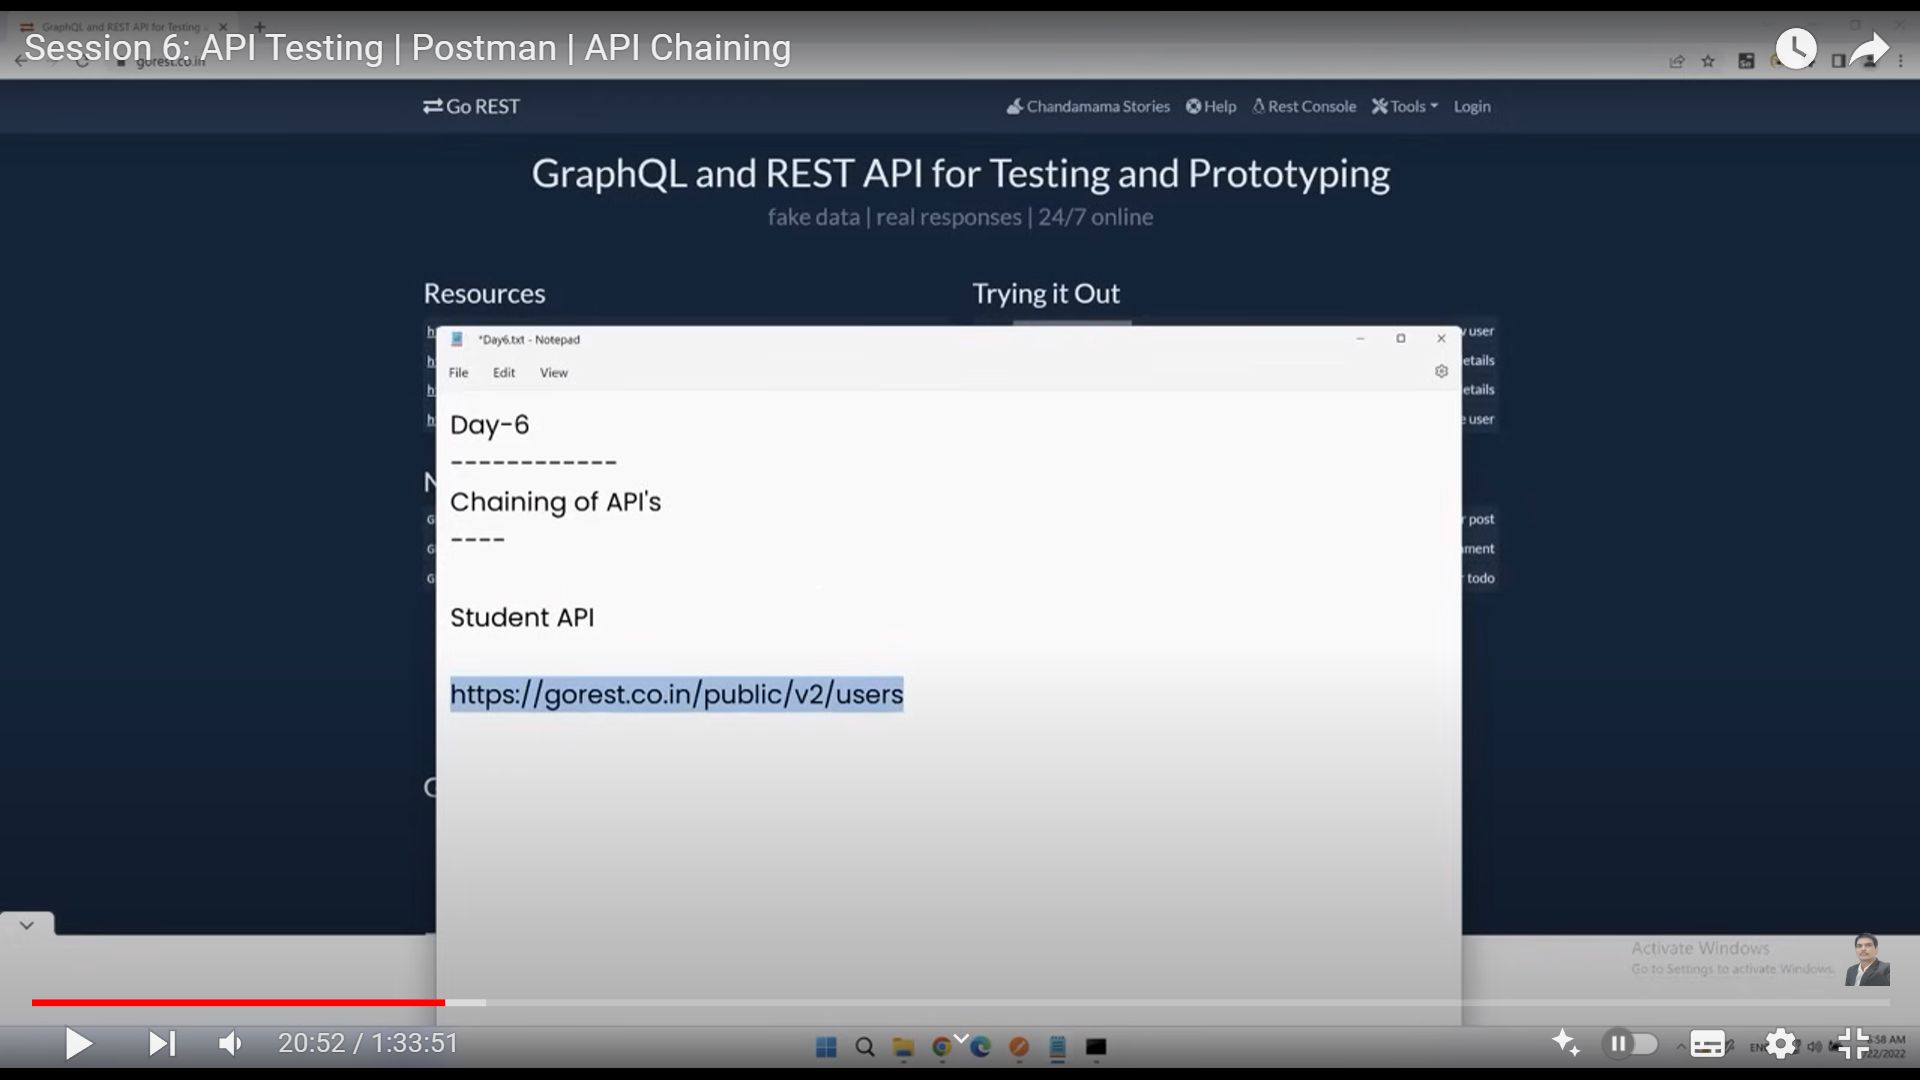 GraphQL and REST API for Testing
Session 6: API Testing | Postman | API Chaining
gorest.co.in
Go REST
Chandamama Stories
Help
Rest Console
Tools
Login
GraphQL and REST API for Testing and Prototyping
fake data | real responses | 24/7 online
Resources
Trying it Out
*Day6.txt - Notepad
user
etails
etails
user
File
Edit
View
Day-6
------------
Chaining of API's
----
post
ment
todo
Student API
https://gorest.co.in/public/v2/users
Activate Windows
Go to Settings to activate Windows.
20:52 / 1:33:51